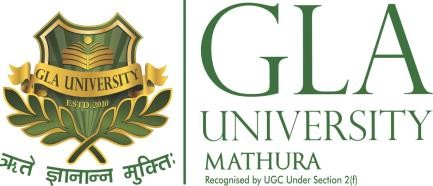 GLA UNIVERSITY
ESTD. 2010
ऋते ज्ञानान्न मुक्तिः
GLA
UNIVERSITY
MATHURA
Recognised by UGC Under Section 2(f)